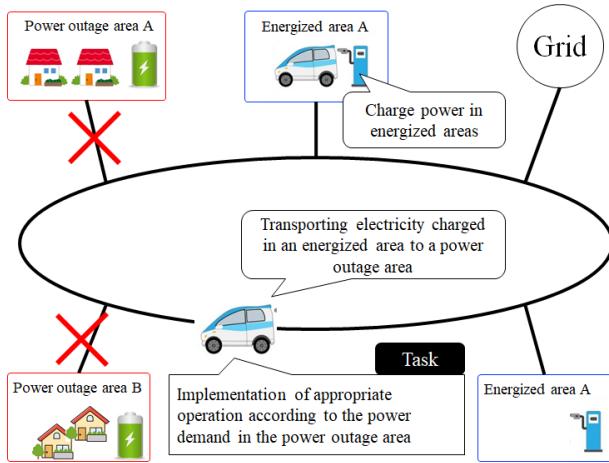 Power outage area A
Energized area A
Grid
Charge power in
energized areas
Transporting electricity charged
in an energized area to a power
outage area
Task
Power outage area B
Implementation of appropriate
operation according to the power
demand in the power outage area
Energized area A